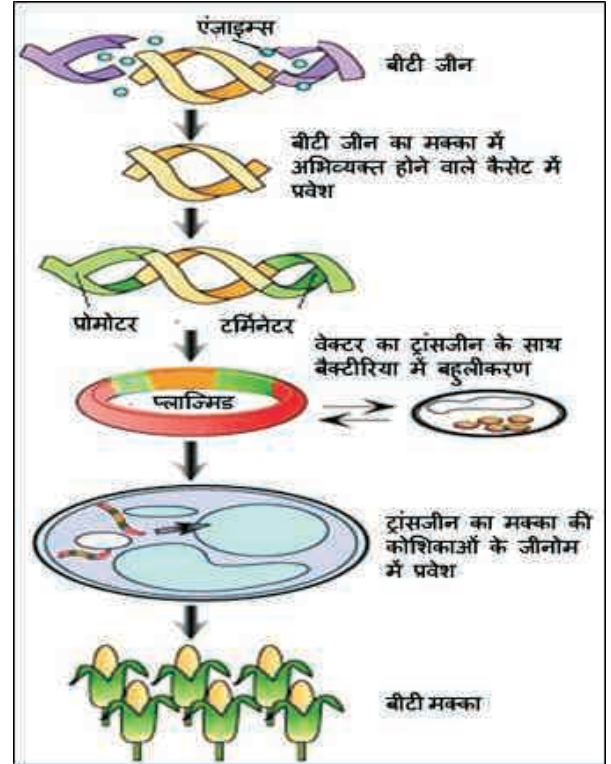 एंज़ाइम्स
बीटी जीन
बीटी जीन का मक्का में
अभिव्यक्त होने वाले कैसेट में
प्रवेश
प्रोमोटर
टर्मिनेटर
वेक्टर का ट्रांसजीन के साथ
बैक्टीरिया में बहुलीकरण
प्लाज्मिड
ट्रांसजीन का मक्का की
कोशिकाओं के जीनोम
में प्रवेश
बीटी मक्का